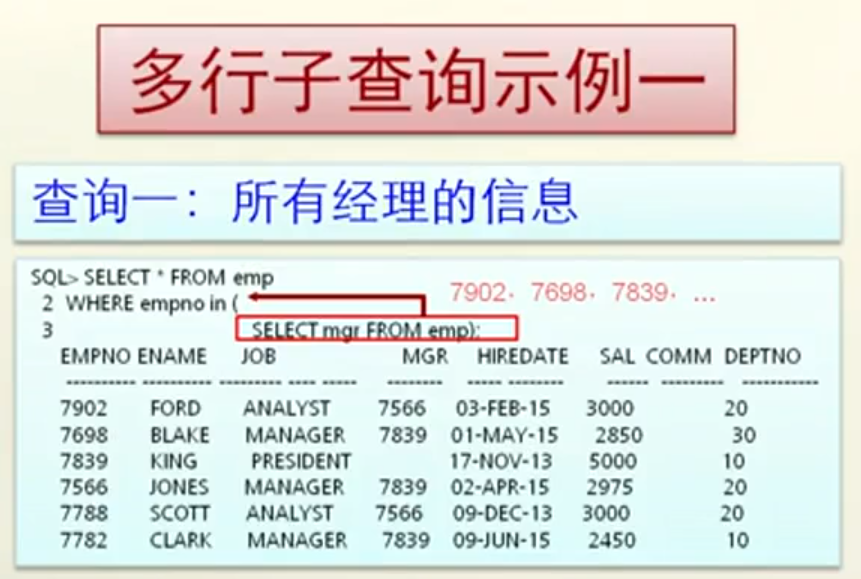 多行子查询示例一
查询一：所有经理的信息
SQL> SELECT * FROM emp
2 WHERE empno in (
7902，7698，7839，...
3 SELECT mgr FROM emp);
EMPNO ENAME JOB MGR HIREDATE SAL COMM DEPTNO
---------- ---------- --------- ---- ----- -------- ----- -------- ------ --------- -----------
7902 FORD ANALYST 7566 03-FEB-15 3000 20
7698 BLAKE MANAGER 7839 01-MAY-15 2850 30
7839 KING PRESIDENT 17-NOV-13 5000 10
7566 JONES MANAGER 7839 02-APR-15 2975 20
7788 SCOTT ANALYST 7566 09-DEC-13 3000 20
7782 CLARK MANAGER 7839 09-JUN-15 2450 10